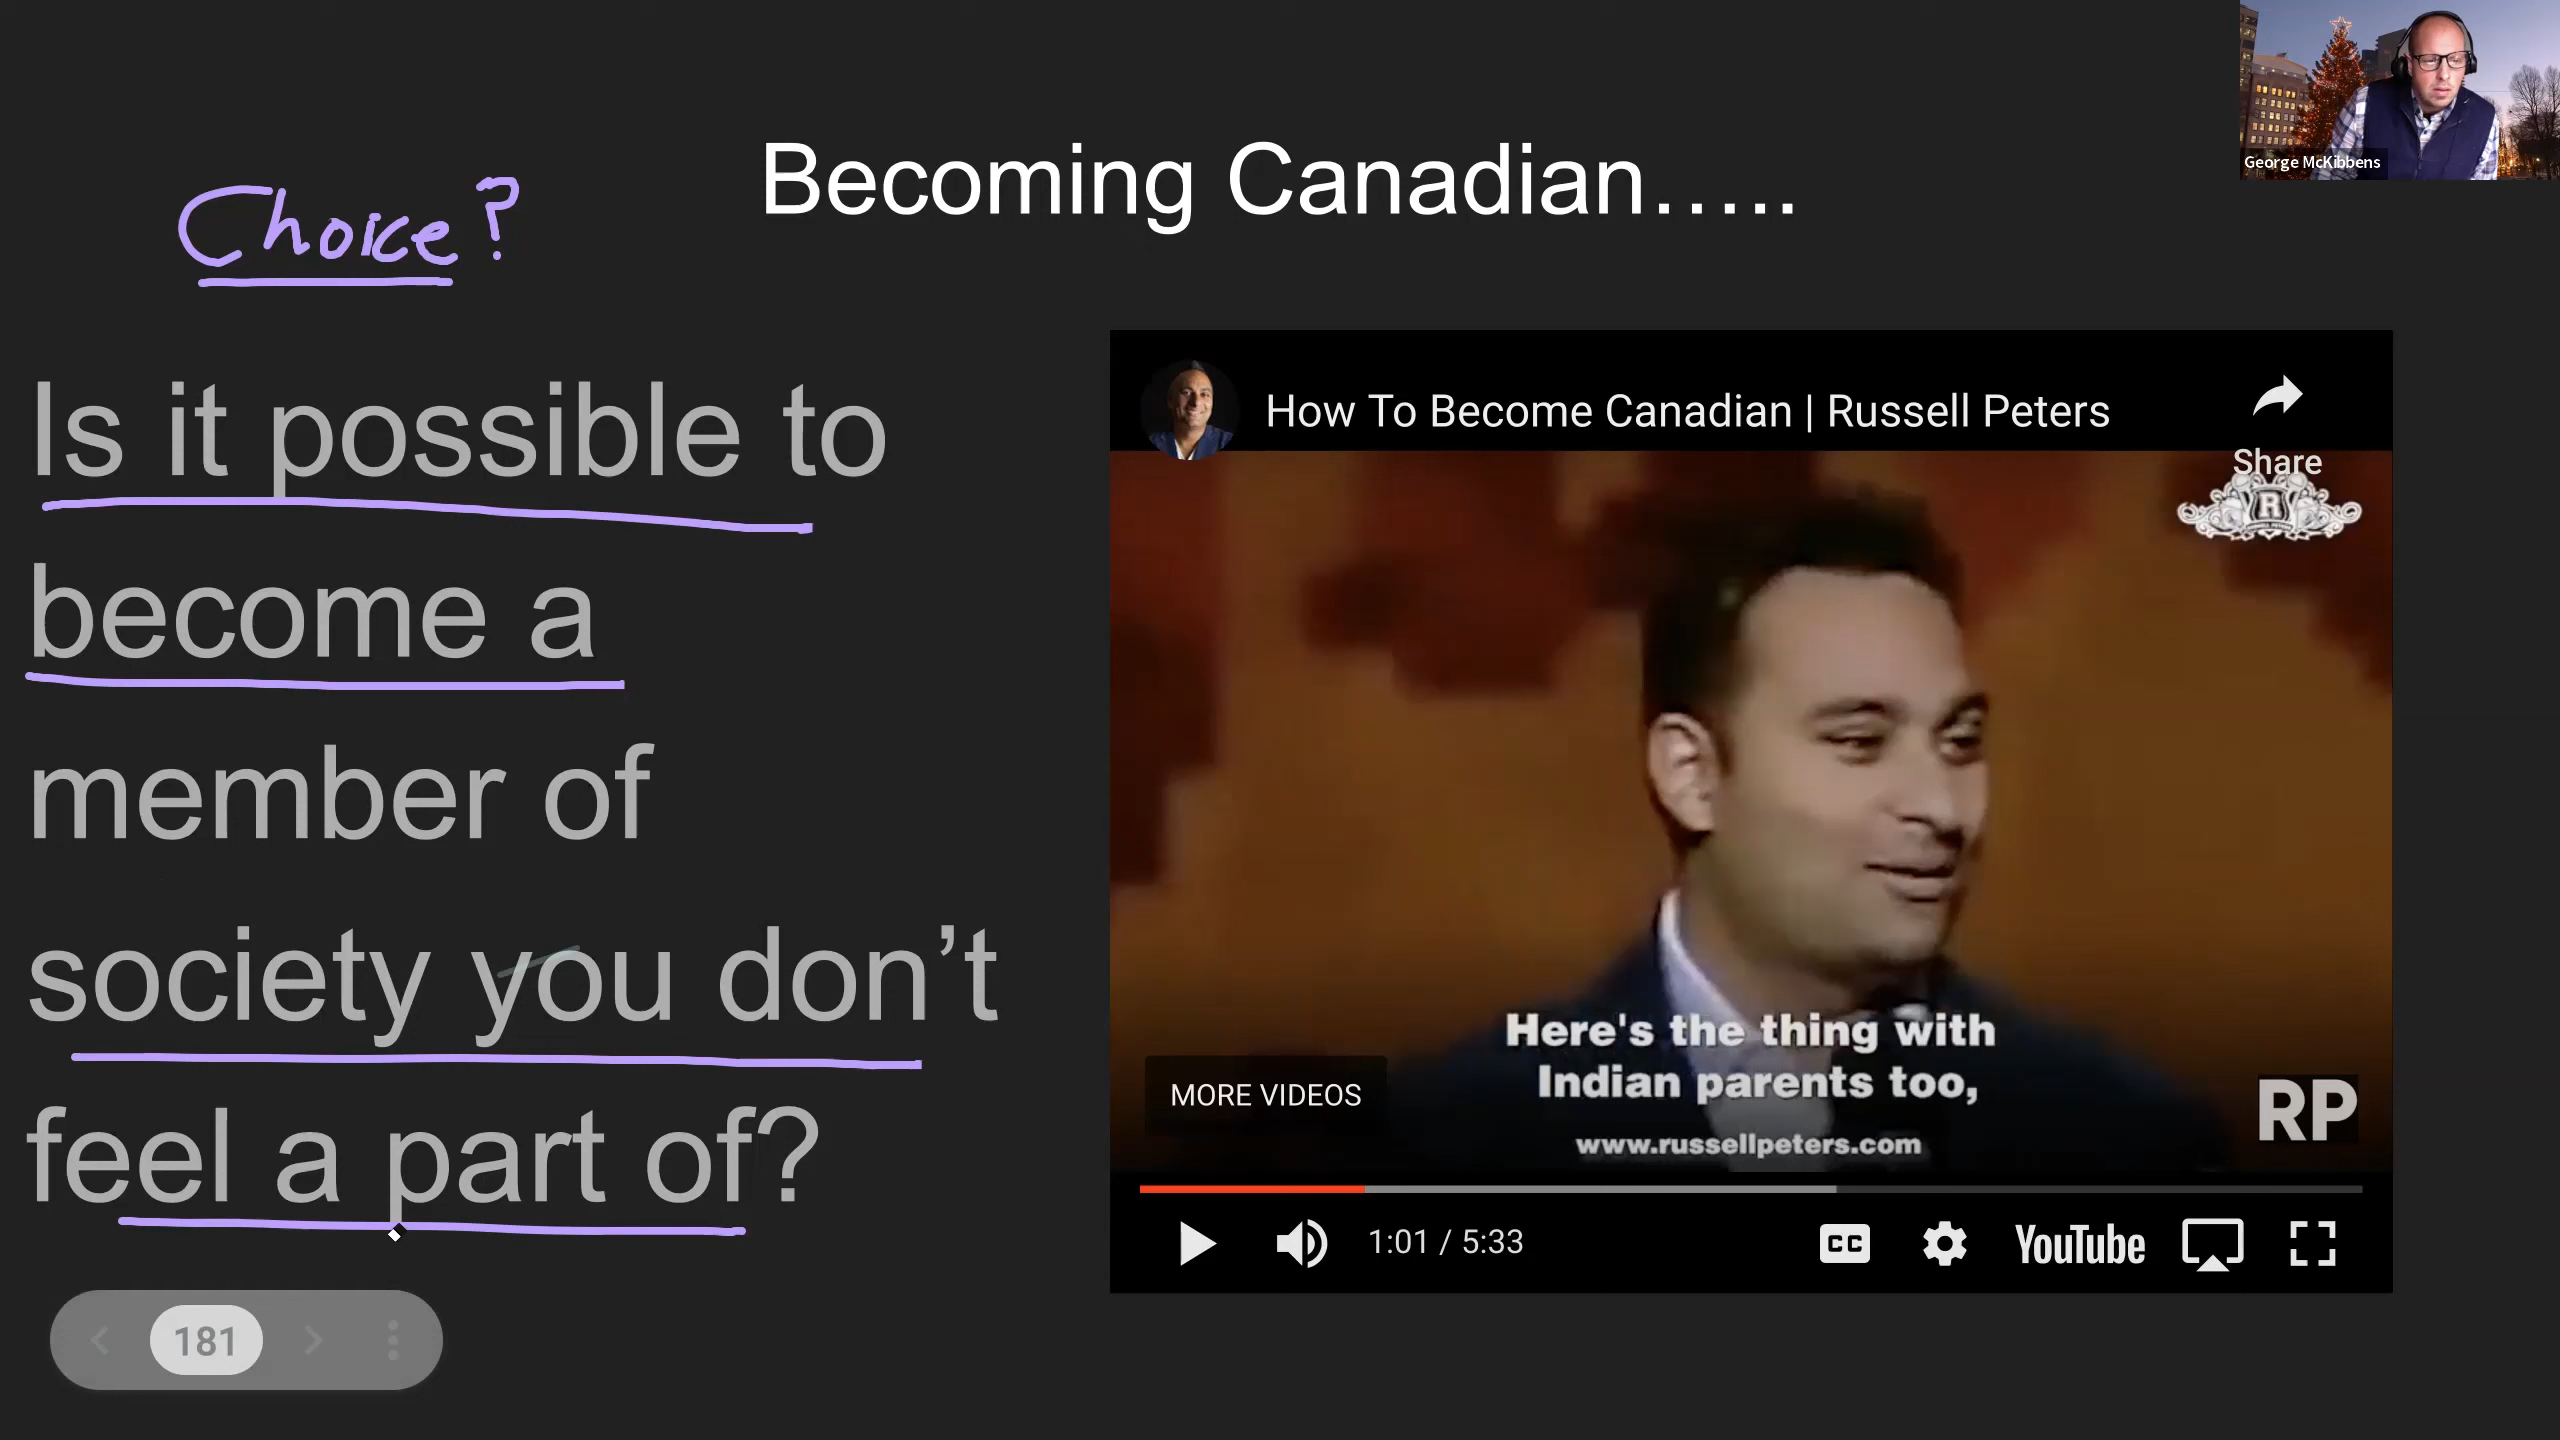 Becoming Canadian.....
George McKibbens
Choice?
Is it possible to
become a
member of
society you don't
feel a part of?
How To Become Canadian | Russell Peters
Share
R
Here's the thing with
Indian parents too,
MORE VIDEOS
RP
www.russellpeters.com
1:01 / 5:33
CC
YouTube
181